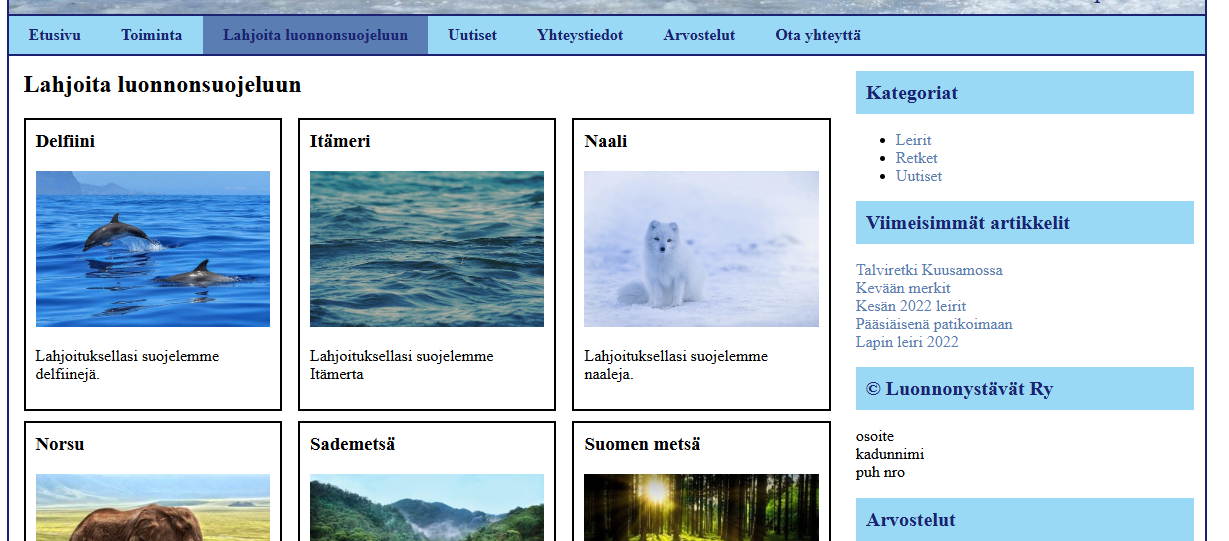 Etusivu Toiminta Lahjoita luonnonsuojeluun Uutiset Yhteystiedot Arvostelut Ota yhteyttä
Lahjoita luonnonsuojeluun
Delfiini
Lahjoituksellasi suojelemme
delfiinejä.
Itämeri
Lahjoituksellasi suojelemme
Itämerta
Naali
Lahjoituksellasi suojelemme
naaleja.
Norsu
Sademetsä
Suomen metsä
Kategoriat
Leirit
Retket
Uutiset
Viimeisimmät artikkelit
Talviretki Kuusamossa
Kevään merkit
Kesän 2022 leirit
Pääsiäisenä patikoimaan
Lapin leiri 2022
© Luonnonystävät Ry
osoite
kadunnimi
puh nro
Arvostelut